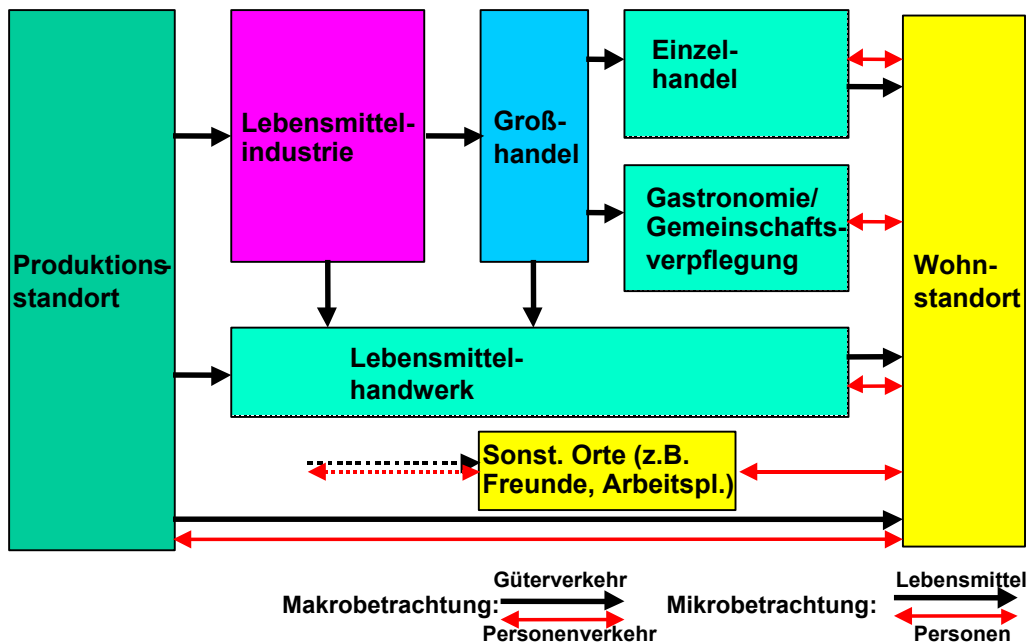 Einzel-
handel
Lebensmittel-
industrie
Groß-
handel
Gastronomie/
Gemeinschafts-
verpflegung
Produktions-
standort
Wohn-
standort
Lebensmittel-
handwerk
Sonst. Orte (z.B.
Freunde, Arbeitspl.)
Güterverkehr
Makrobetrachtung:
Personenverkehr
Lebensmittel
Mikrobetrachtung:
Personen